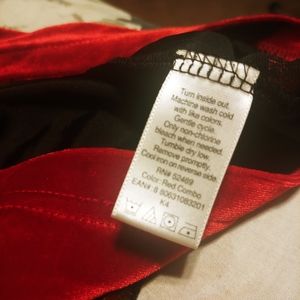 Turn inside out.
Machine wash cold
with like colors.
Gentle cycle.
Only non-chlorine
bleach when needed.
Tumble dry low.
Remove promptly.
Cool iron on reverse side.
RN# 52469
Color: Red Combo
EAN#: 8 80631083201
K4